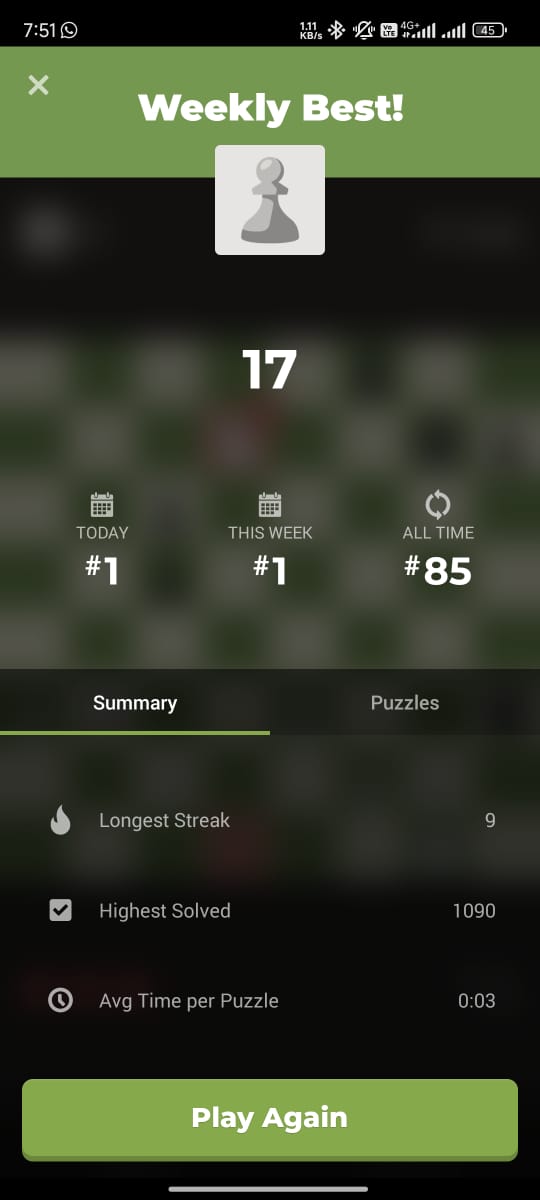 7:51
1.11
KB/s
Vo
LTE
4G+
45
Weekly Best!
17
TODAY
#1
THIS WEEK
#1
ALL TIME
#85
Summary
Puzzles
Longest Streak
9
Highest Solved
1090
Avg Time per Puzzle
0:03
Play Again